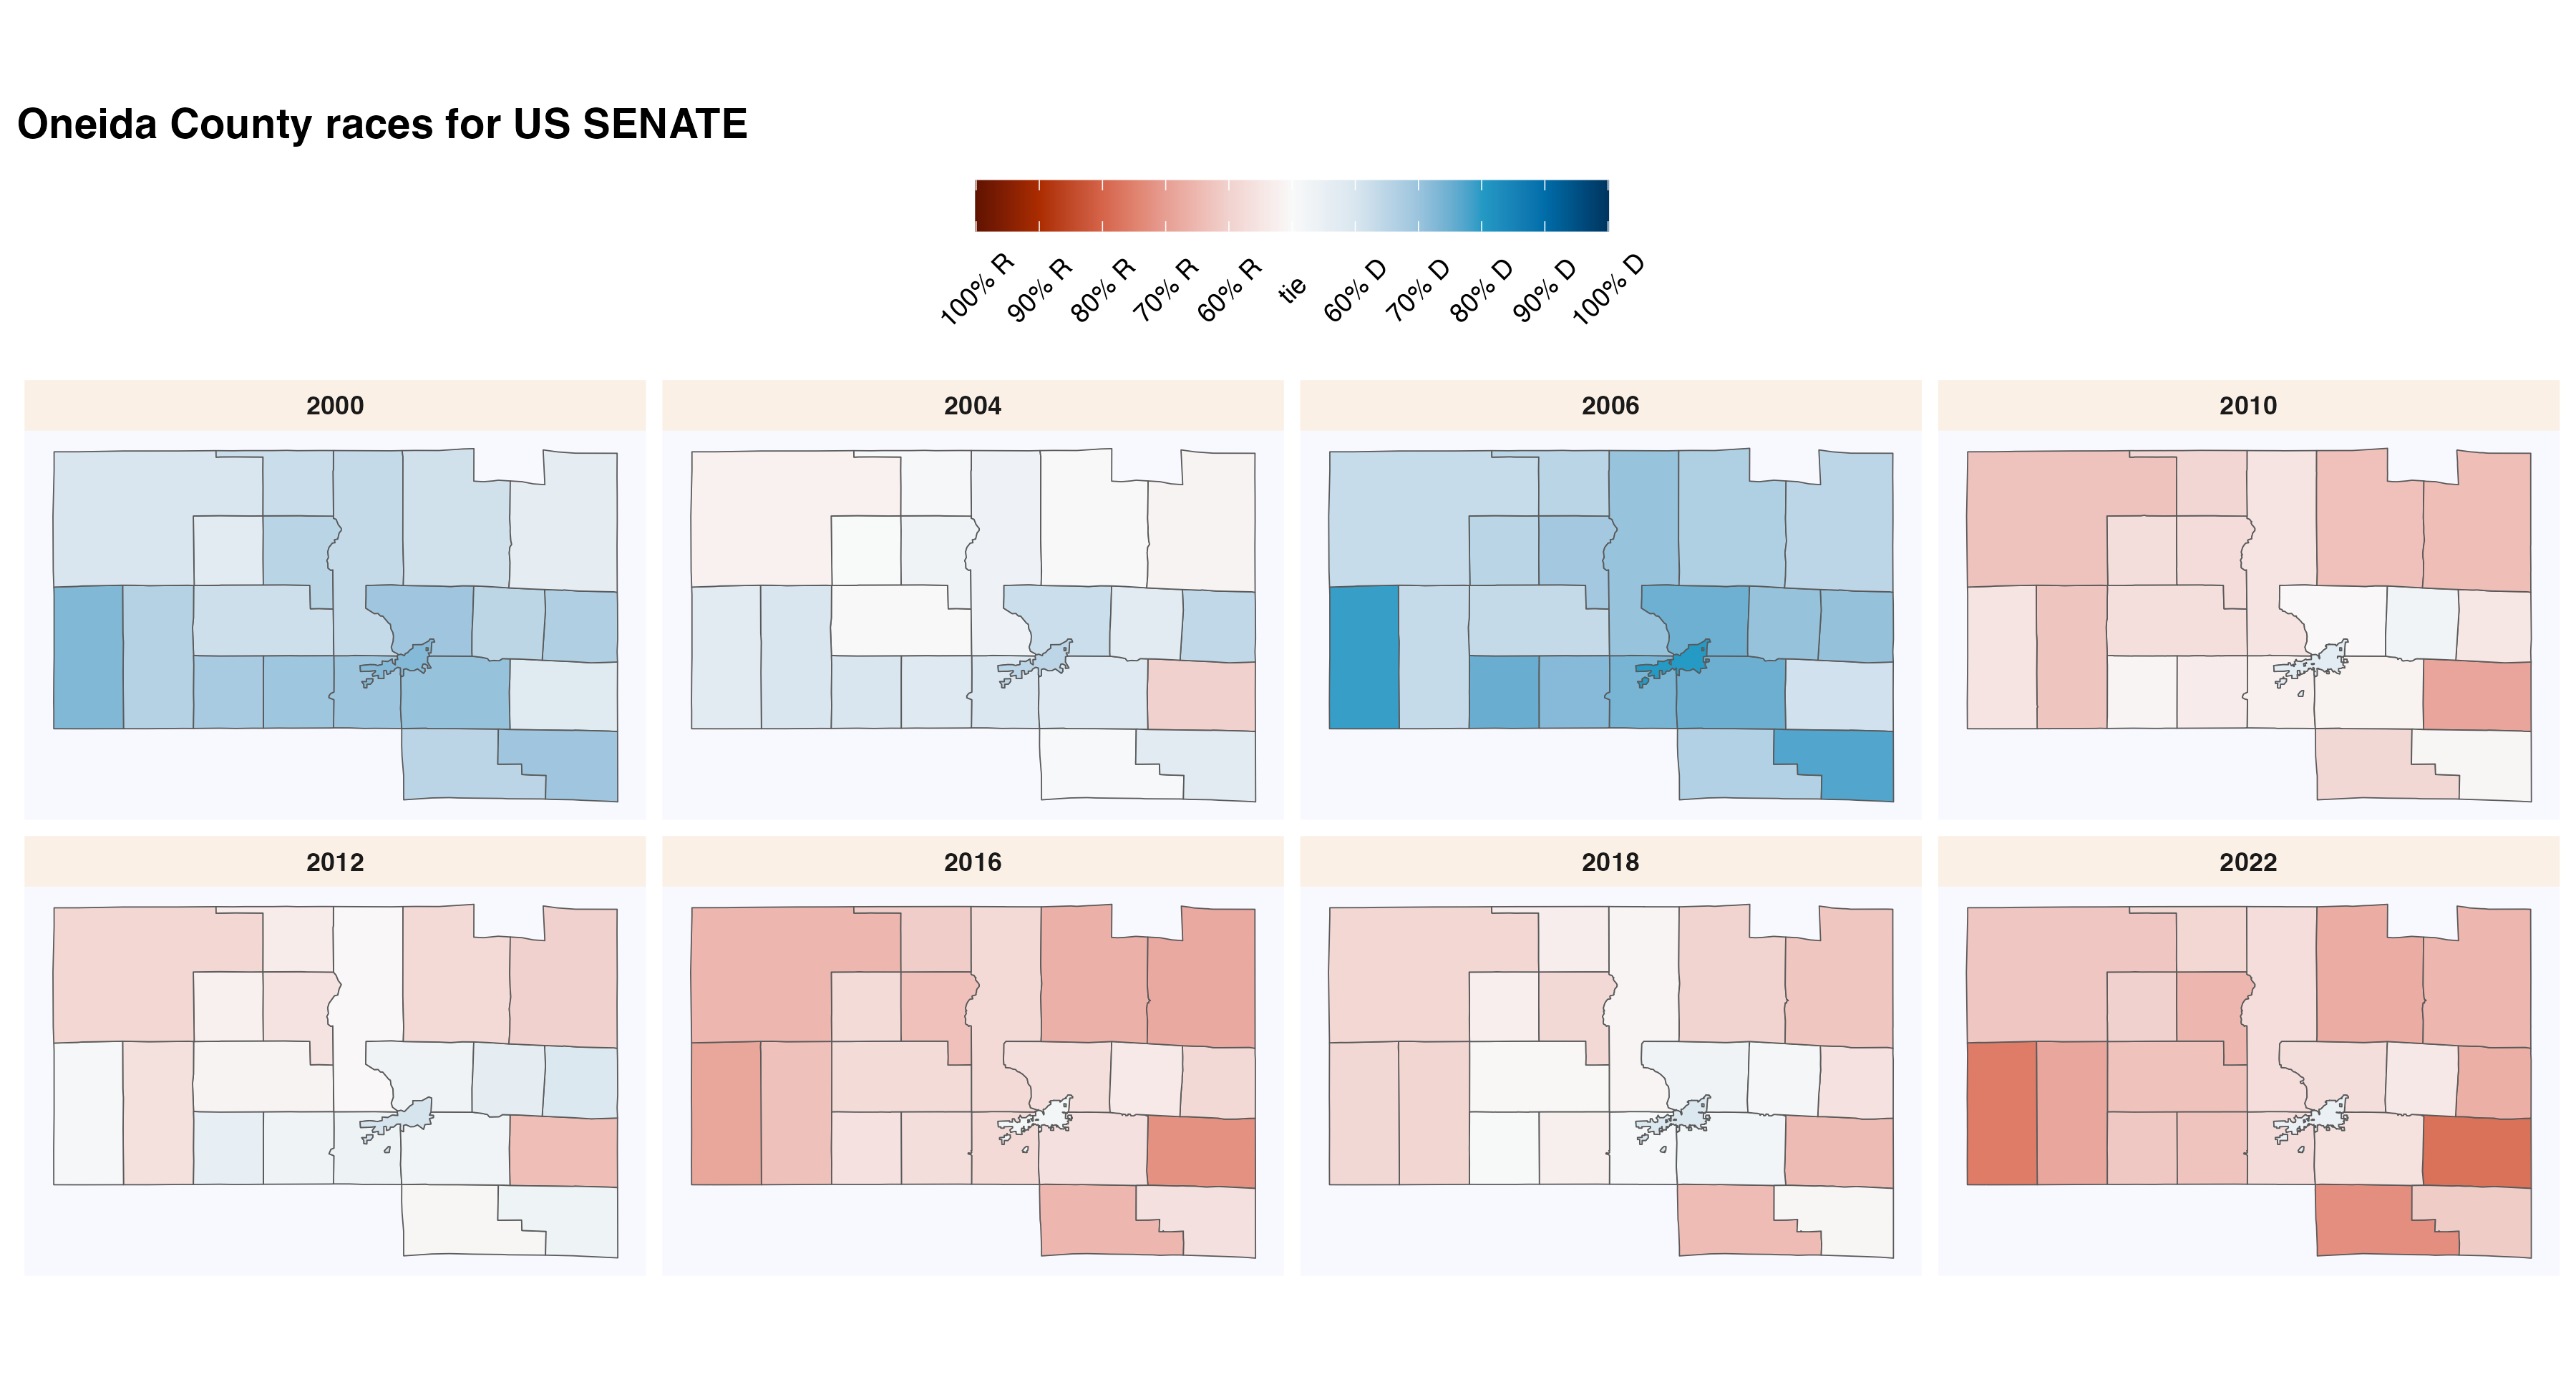 Oneida County races for US SENATE
100% R 90% R 80% R 70% R 60% R tie 60% D 70% D 80% D 90% D 100% D
2000 2004 2006 2010
2012 2016 2018 2022